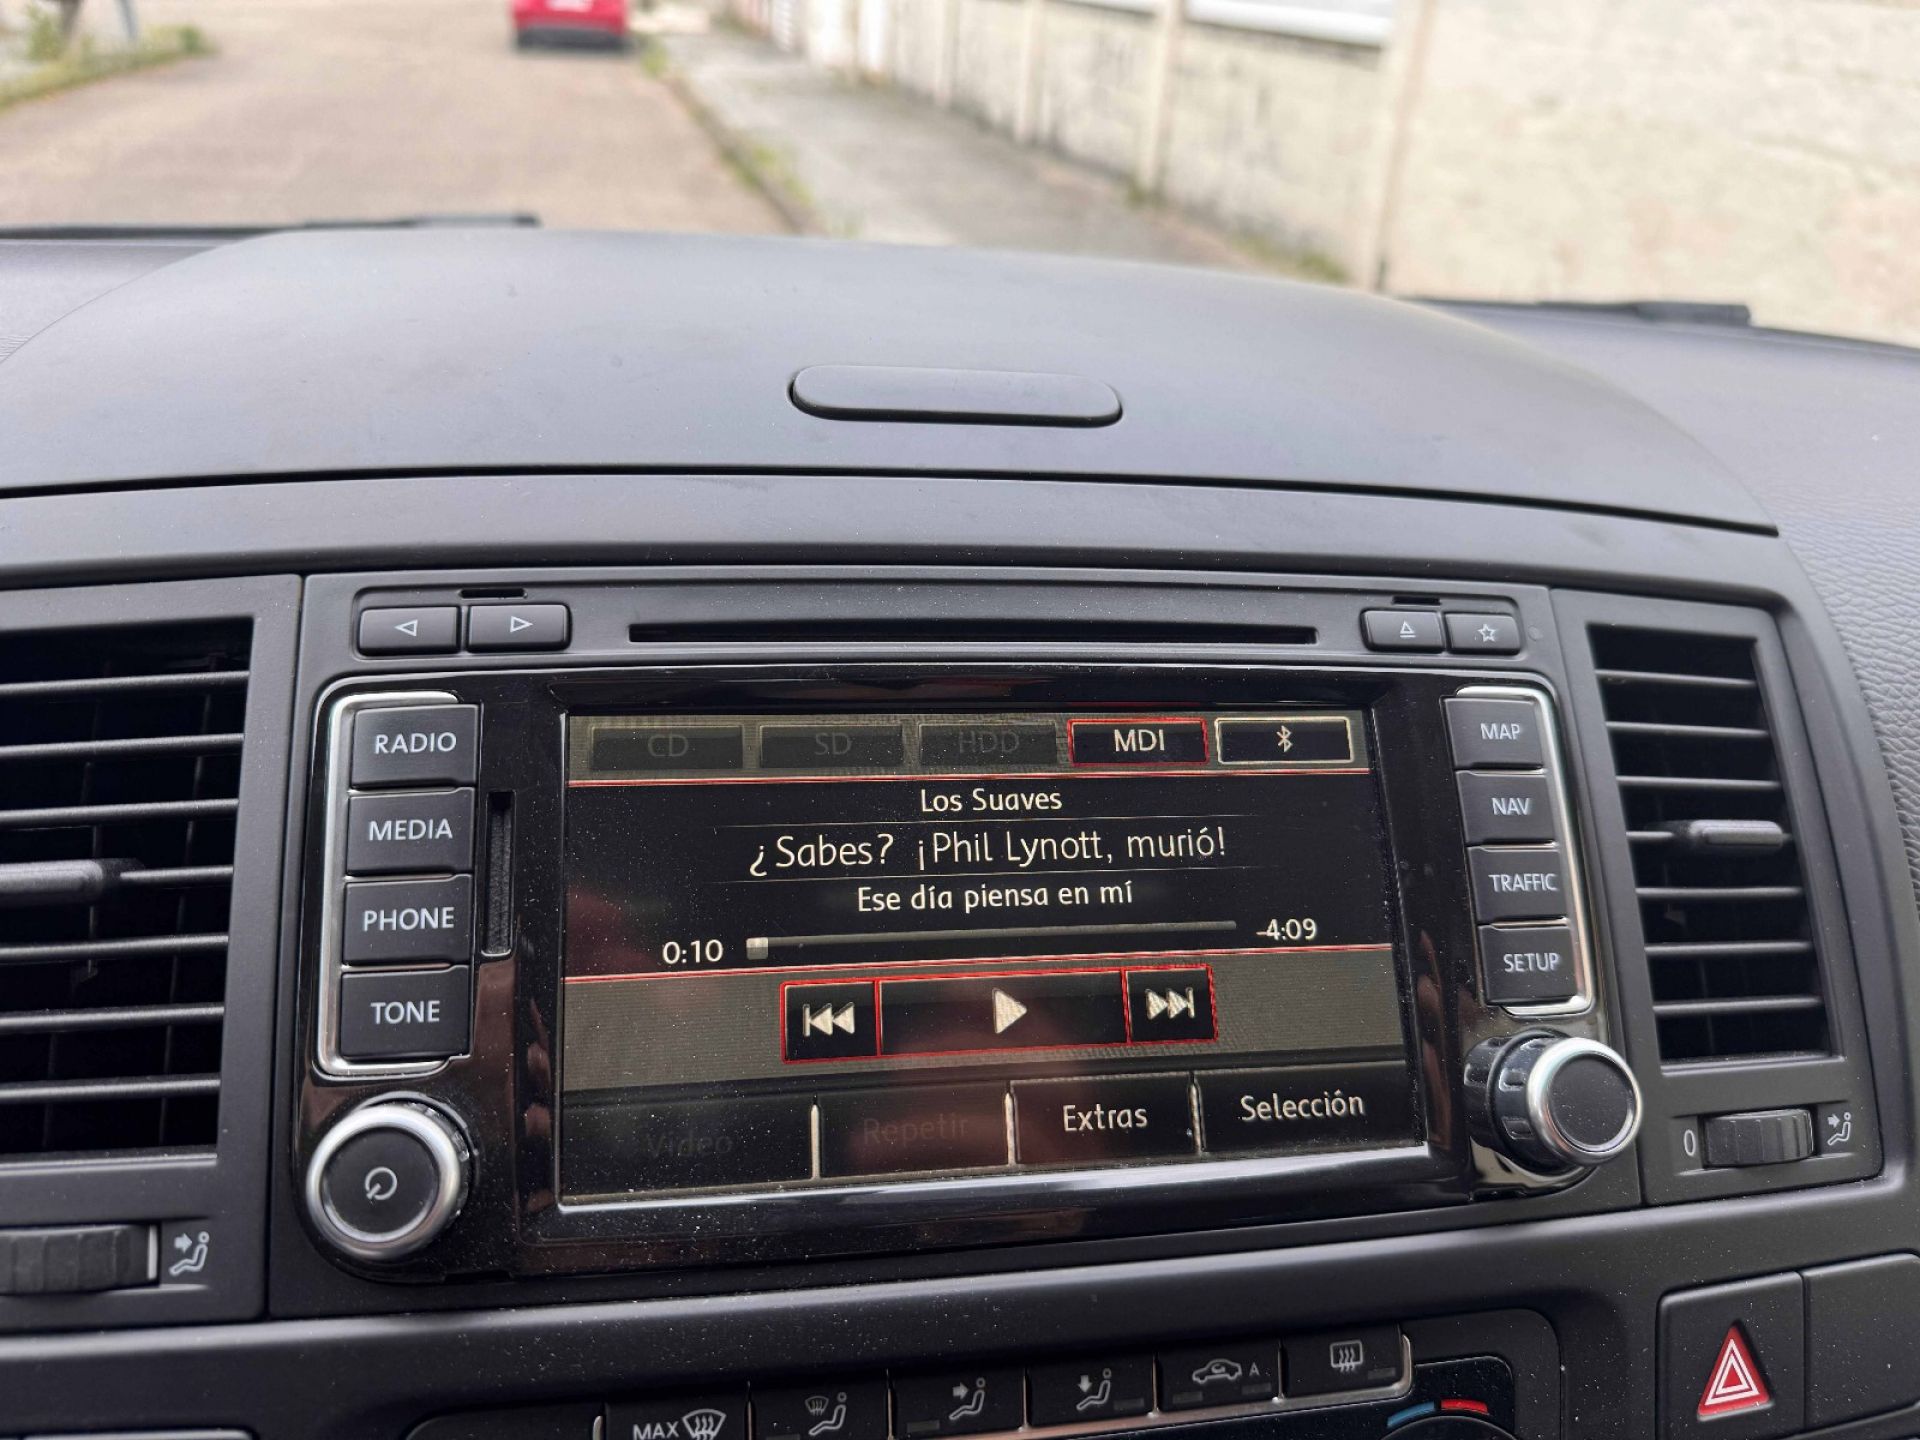 RADIO
MEDIA
PHONE
TONE
CD SD HDD MDI
Los Suaves
¿Sabes? ¡Phil Lynott, murió!
Ese día piensa en mí
0:10 -4:09
Video Repetir Extras Selección
MAP
NAV
TRAFFIC
SETUP
0
MAX
A